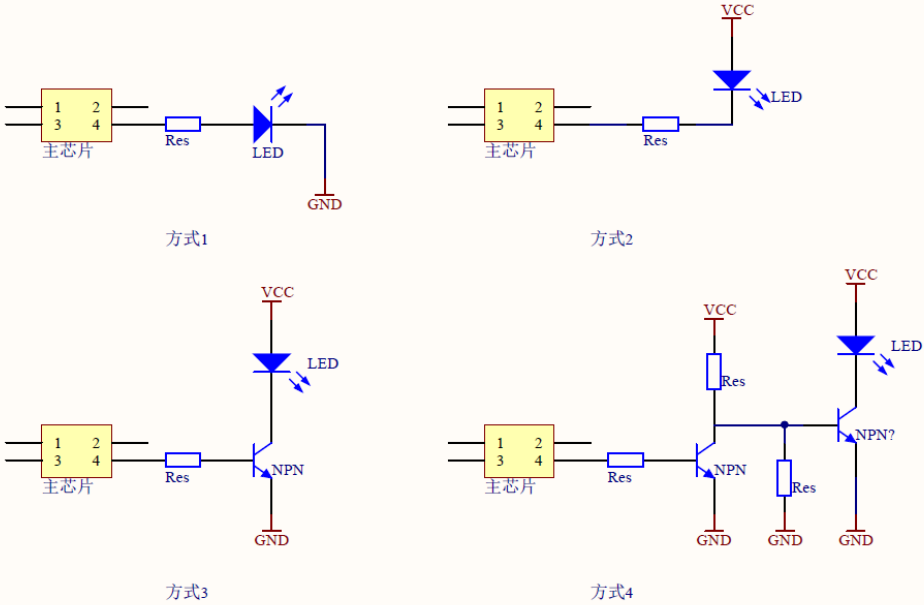 VCC
1 2
3 4
主芯片
Res
LED
GND
方式1
1 2
3 4
主芯片
Res
LED
方式2
VCC
LED
1 2
3 4
主芯片
Res
NPN
GND
方式3
VCC
VCC
LED
Res
1 2
3 4
主芯片
Res
NPN
Res
NPN?
GND
GND
GND
方式4